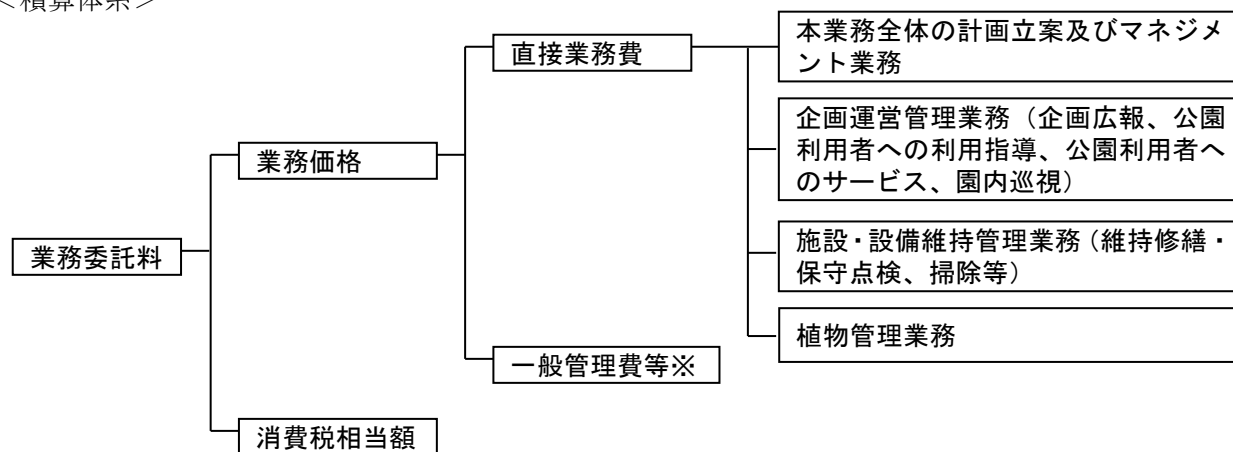 ＜積算体系＞
直接業務費
本業務全体の計画立案及びマネジメ
ント業務
企画運営管理業務（企画広報、公園
利用者への利用指導、公園利用者へ
のサービス、園内巡視）
業務価格
業務委託料
施設・設備維持管理業務（維持修繕・
保守点検、掃除等）
植物管理業務
一般管理費等※
消費税相当額